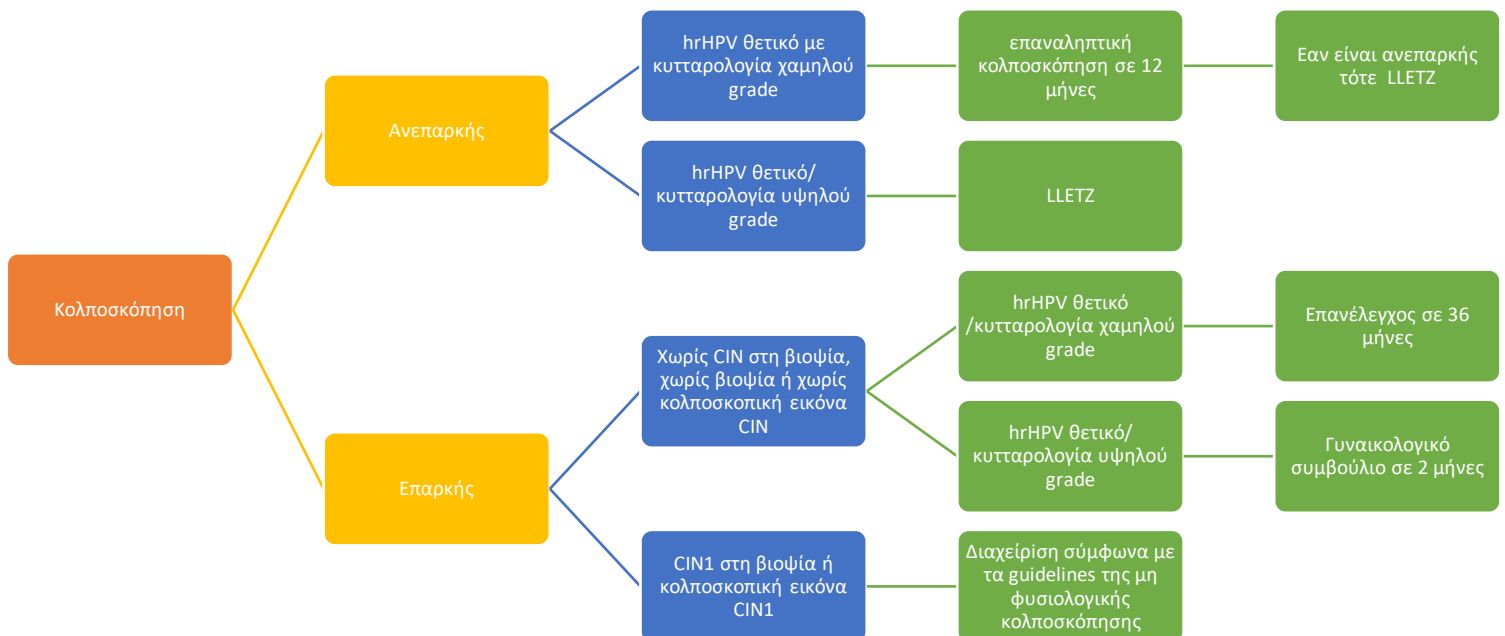 Κολποσκόπηση
Ανεπαρκής
hrHPV θετικό με
κυτταρολογία χαμηλού
grade
επαναληπτική
κολποσκόπηση σε 12
μήνες
Εαν είναι ανεπαρκής
τότε LLETZ
hrHPV θετικό/
κυτταρολογία υψηλού
grade
LLETZ
Επαρκής
Χωρίς CIN στη βιοψία,
χωρίς βιοψία ή χωρίς
κολποσκοπική εικόνα
CIN
hrHPV θετικό
/κυτταρολογία χαμηλού
grade
Επανέλεγχος σε 36
μήνες
hrHPV θετικό/
κυτταρολογία υψηλού
grade
Γυναικολογικό
συμβούλιο σε 2 μήνες
CIN1 στη βιοψία ή
κολποσκοπική εικόνα
CIN1
Διαχείριση σύμφωνα με
τα guidelines της μη
φυσιολογικής
κολποσκόπησης